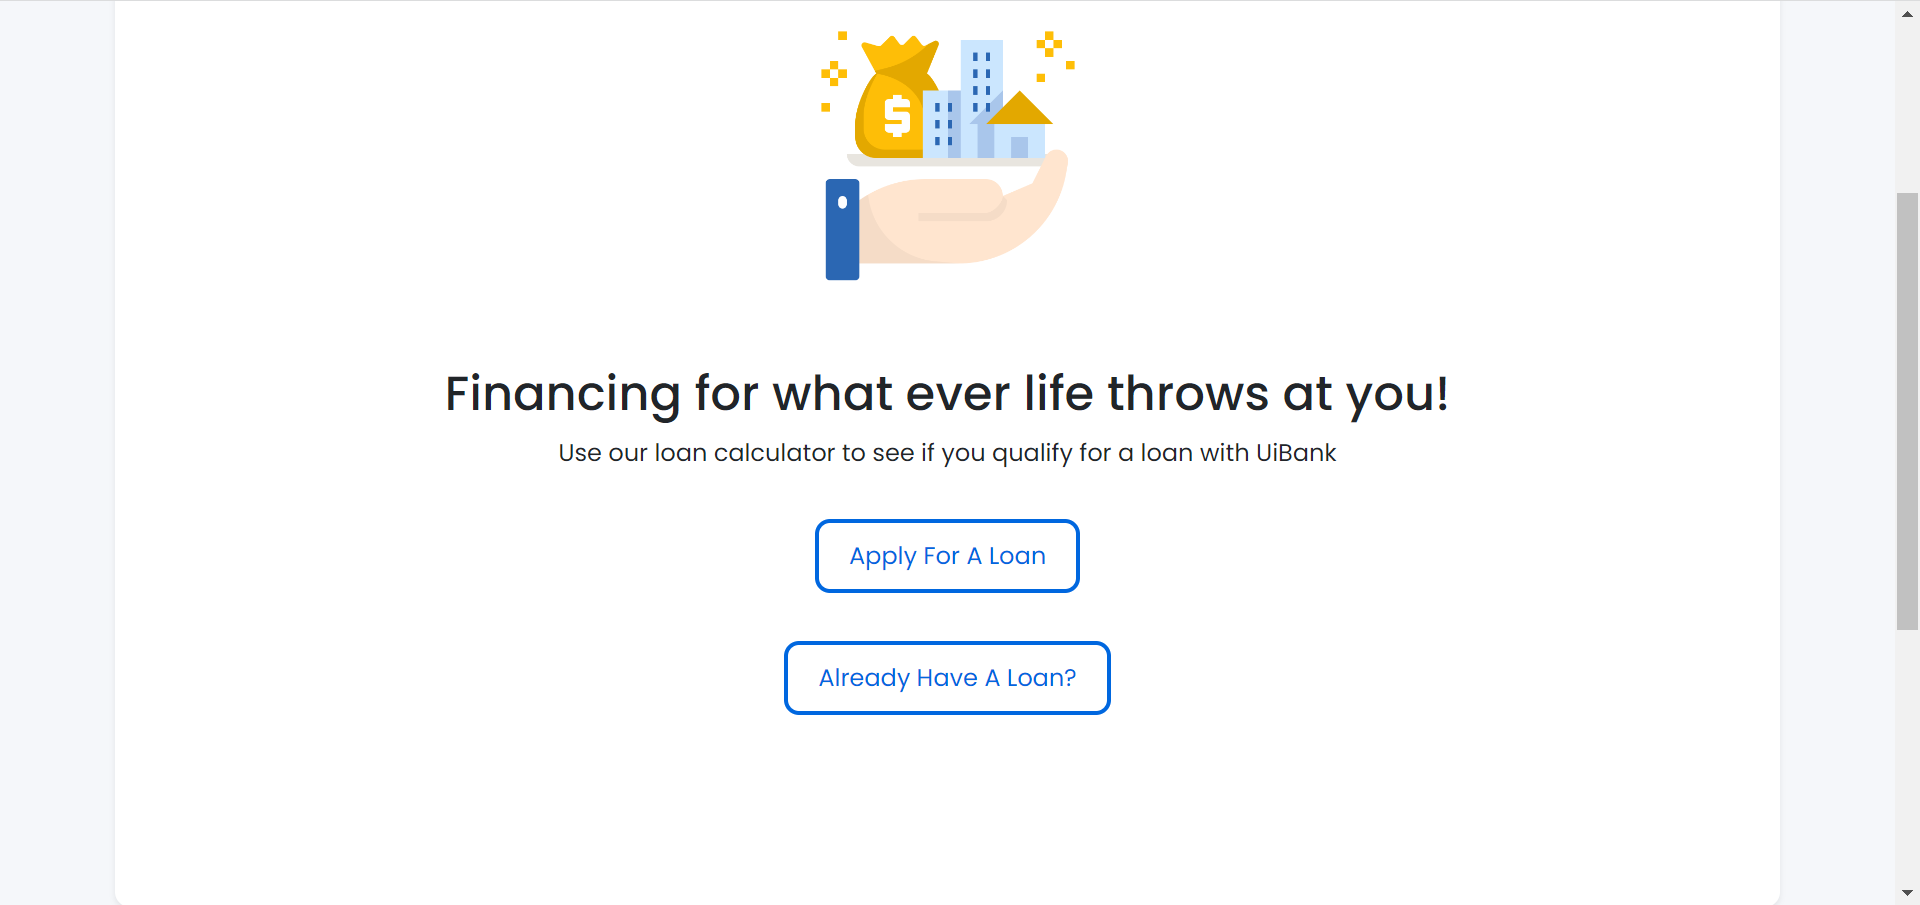 $
Financing for what ever life throws at you!
Use our loan calculator to see if you qualify for a loan with UiBank
Apply For A Loan
Already Have A Loan?